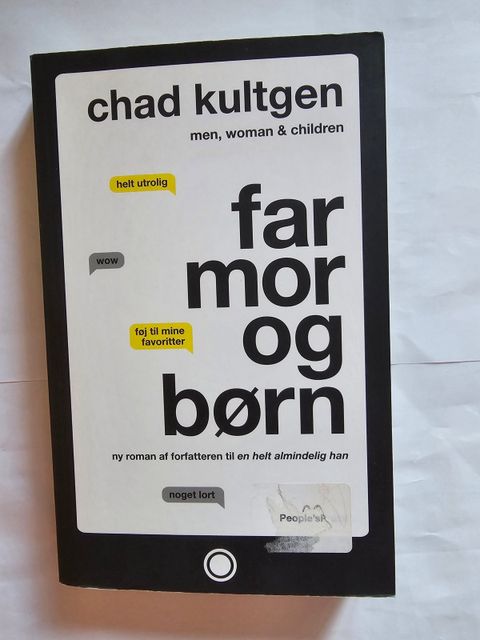 chad kultgen
men, woman & children
helt utrolig
far
mor
wow
og
føj til mine
favoritter
børn
ny roman af forfatteren til en helt almindelig han
noget lort
People's